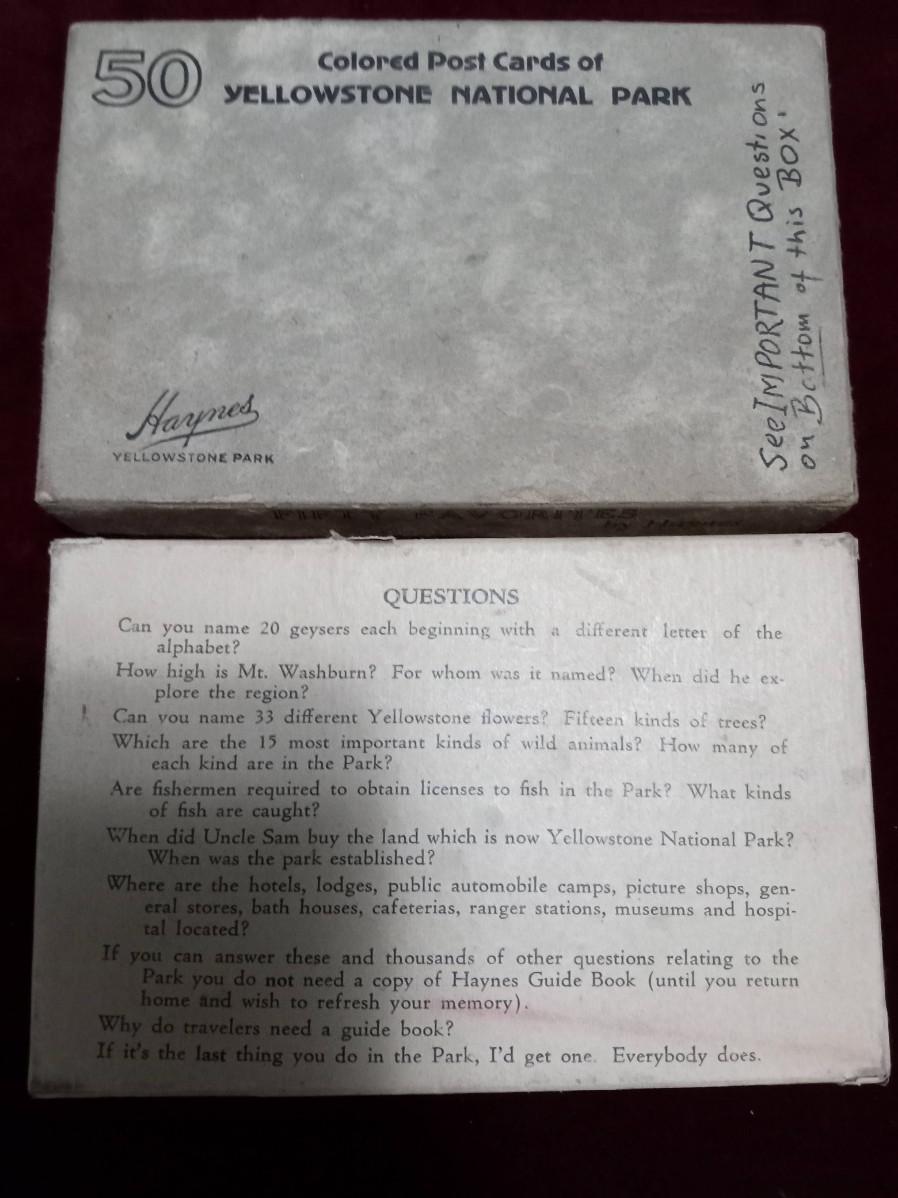 50
Colored Post Cards of
YELLOWSTONE NATIONAL PARK
See IMPORTANT Questions
on Bottom of this BOX!
Haynes
YELLOWSTONE PARK
FIFTY FAVORITES
by Haynes
QUESTIONS
Can you name 20 geysers each beginning with a different letter of the
alphabet?
How high is Mt. Washburn? For whom was it named? When did he ex-
plore the region?
Can you name 33 different Yellowstone flowers? Fifteen kinds of trees?
Which are the 15 most important kinds of wild animals? How many of
each kind are in the Park?
Are fishermen required to obtain licenses to fish in the Park? What kinds
of fish are caught?
When did Uncle Sam buy the land which is now Yellowstone National Park?
When was the park established?
Where are the hotels, lodges, public automobile camps, picture shops, gen-
eral stores, bath houses, cafeterias, ranger stations, museums and hospi-
tal located?
If you can answer these and thousands of other questions relating to the
Park you do not need a copy of Haynes Guide Book (until you return
home and wish to refresh your memory).
Why do travelers need a guide book?
If it's the last thing you do in the Park, I'd get one. Everybody does.